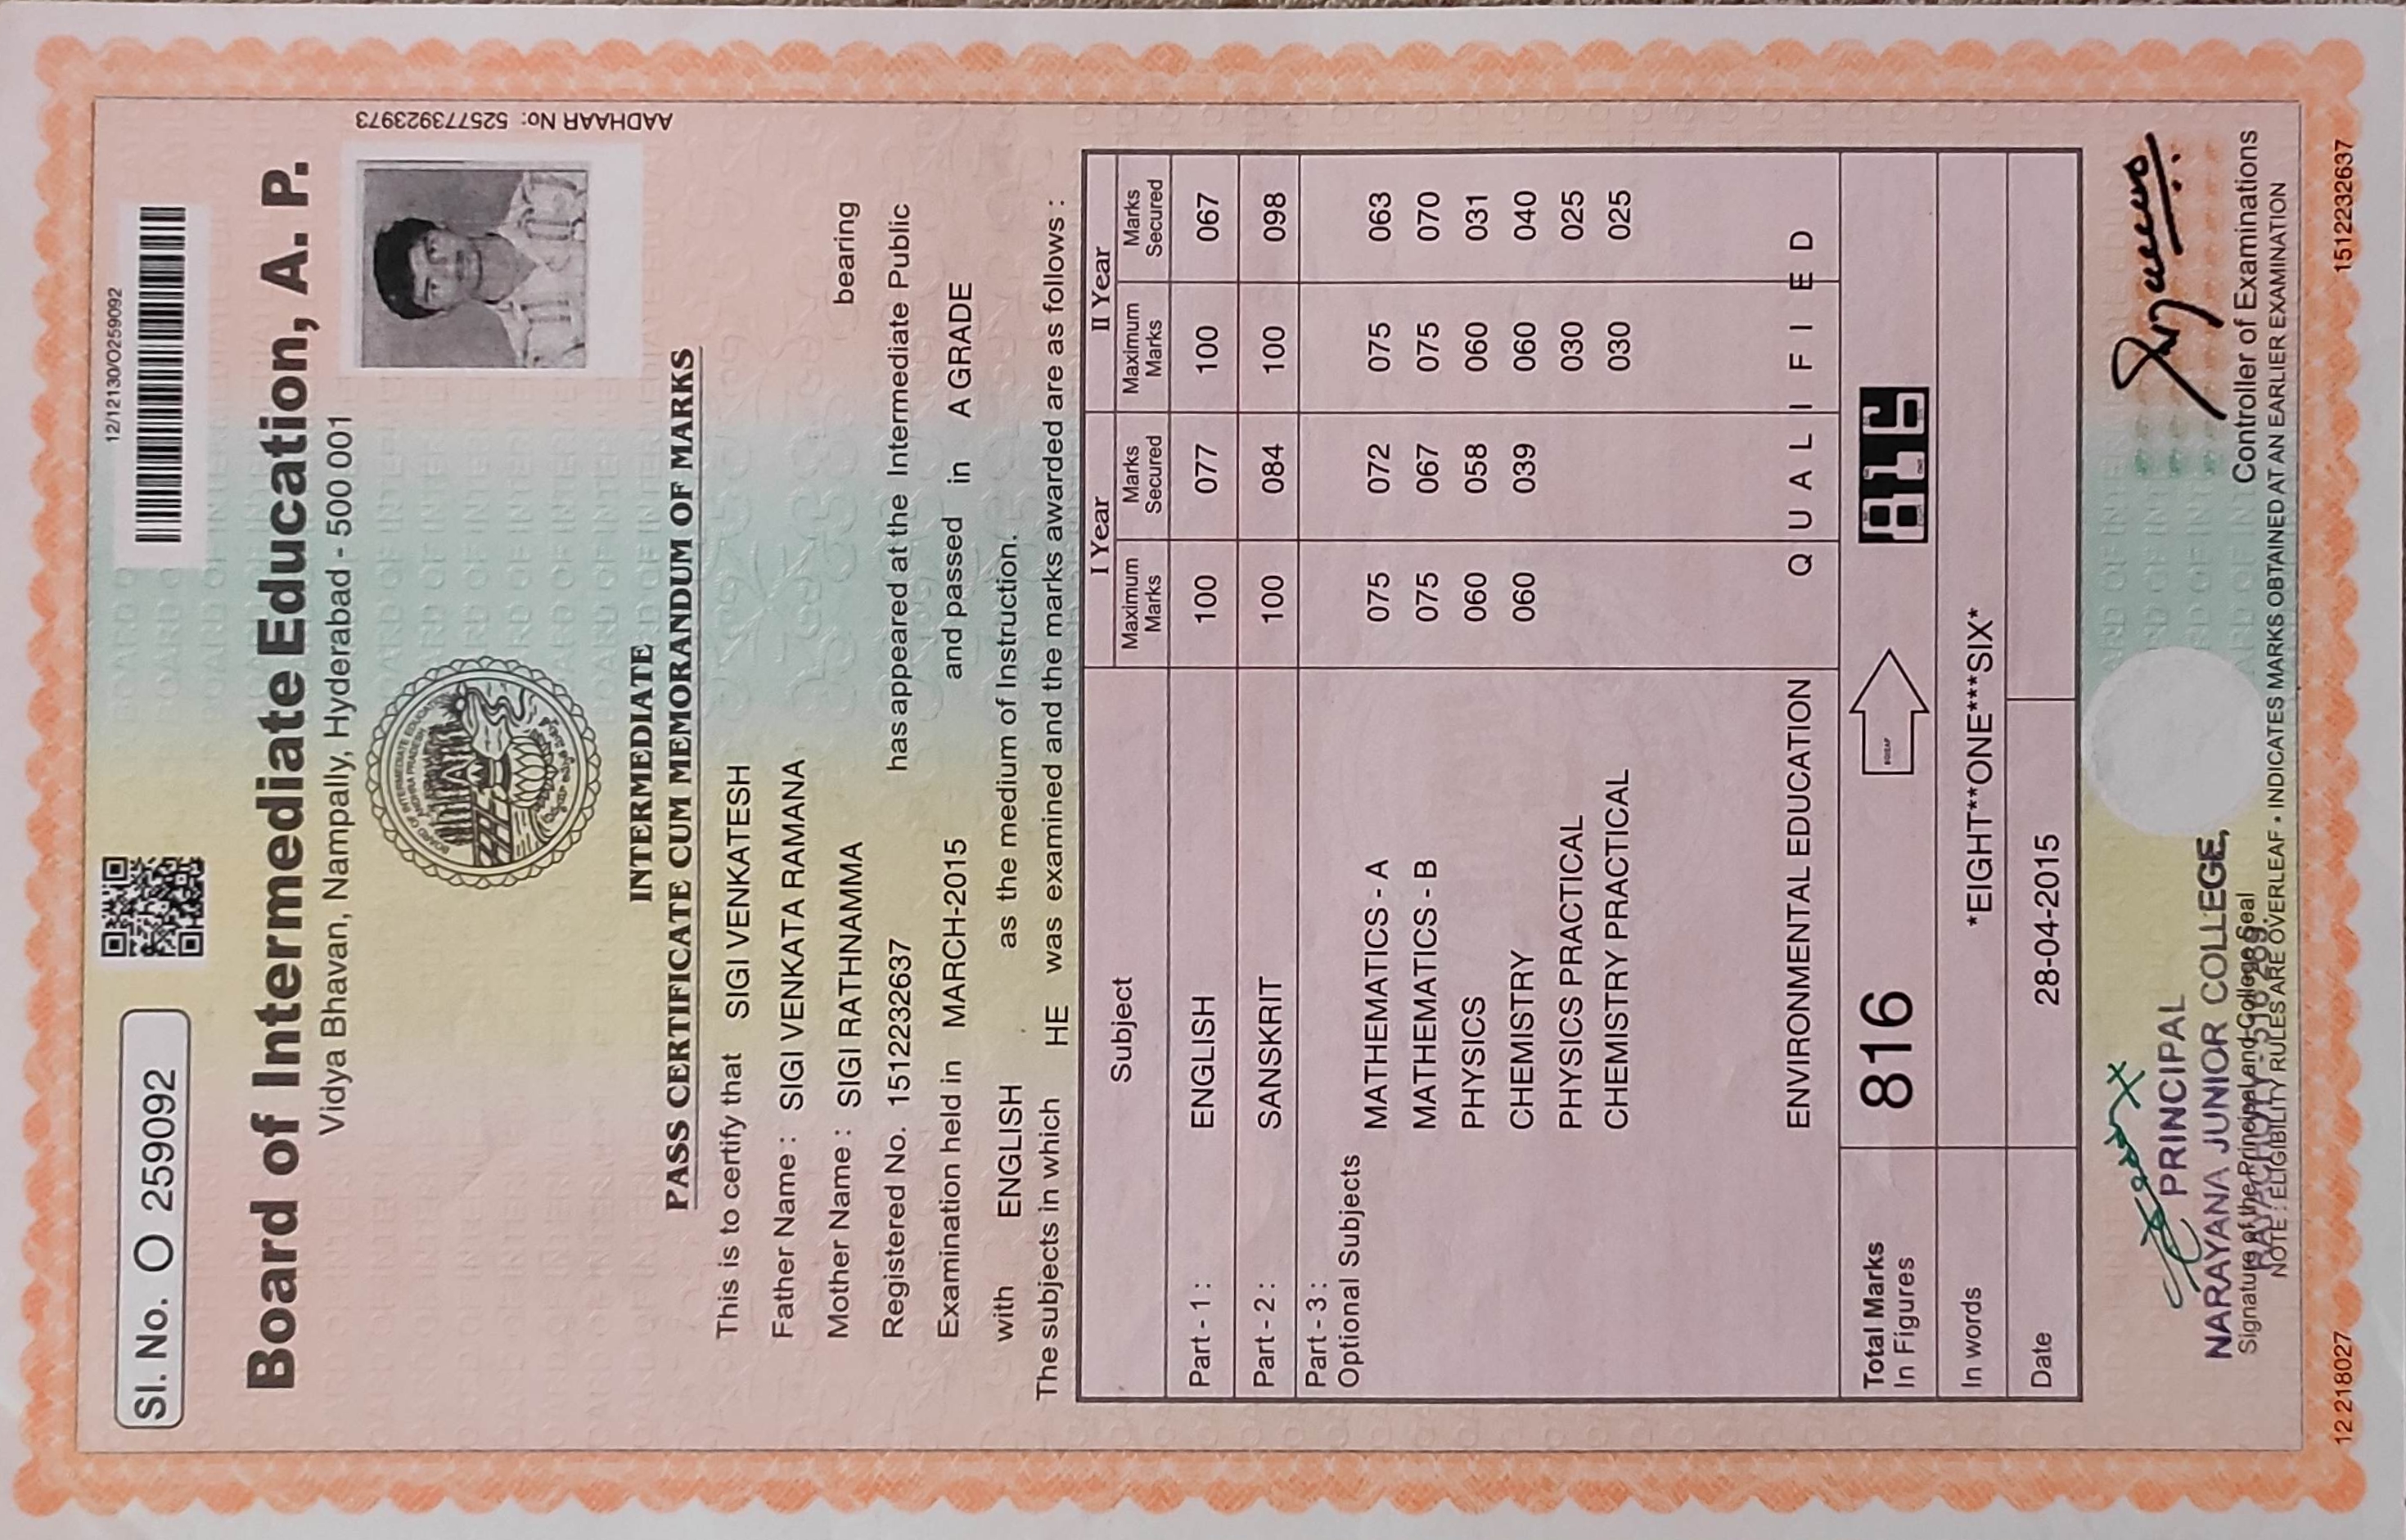 12/12130/O259092
Sl. No. O 259092
Board of Intermediate Education, A. P.
Vidya Bhavan, Nampally, Hyderabad - 500 001
BOARD OF INTERMEDIATE EDUCATION
ANDHRA PRADESH
AADHAAR No: 525773923973
INTERMEDIATE
PASS CERTIFICATE CUM MEMORANDUM OF MARKS
This is to certify that SIGI VENKATESH
Father Name : SIGI VENKATA RAMANA
Mother Name : SIGI RATHNAMMA bearing
Registered No. 1512232637 has appeared at the Intermediate Public
Examination held in MARCH-2015 and passed in A GRADE
with ENGLISH as the medium of Instruction.
The subjects in which HE was examined and the marks awarded are as follows :
Subject I Year II Year
Maximum Marks Marks Secured Maximum Marks Marks Secured
Part - 1 : ENGLISH 100 077 100 067
Part - 2 : SANSKRIT 100 084 100 098
Part - 3 :
Optional Subjects
MATHEMATICS - A 075 072 075 063
MATHEMATICS - B 075 067 075 070
PHYSICS 060 058 060 031
CHEMISTRY 060 039 060 040
PHYSICS PRACTICAL 030 025
CHEMISTRY PRACTICAL 030 025
ENVIRONMENTAL EDUCATION Q U A L I F I E D
Total Marks
In Figures 816 816
In words *EIGHT**ONE***SIX*
Date 28-04-2015
PRINCIPAL
NARAYANA JUNIOR COLLEGE,
RAYACHOTY - 516 269.
Signature of the Principal and College Seal
Controller of Examinations
NOTE : ELIGIBILITY RULES ARE OVERLEAF • INDICATES MARKS OBTAINED AT AN EARLIER EXAMINATION
12 218027 1512232637